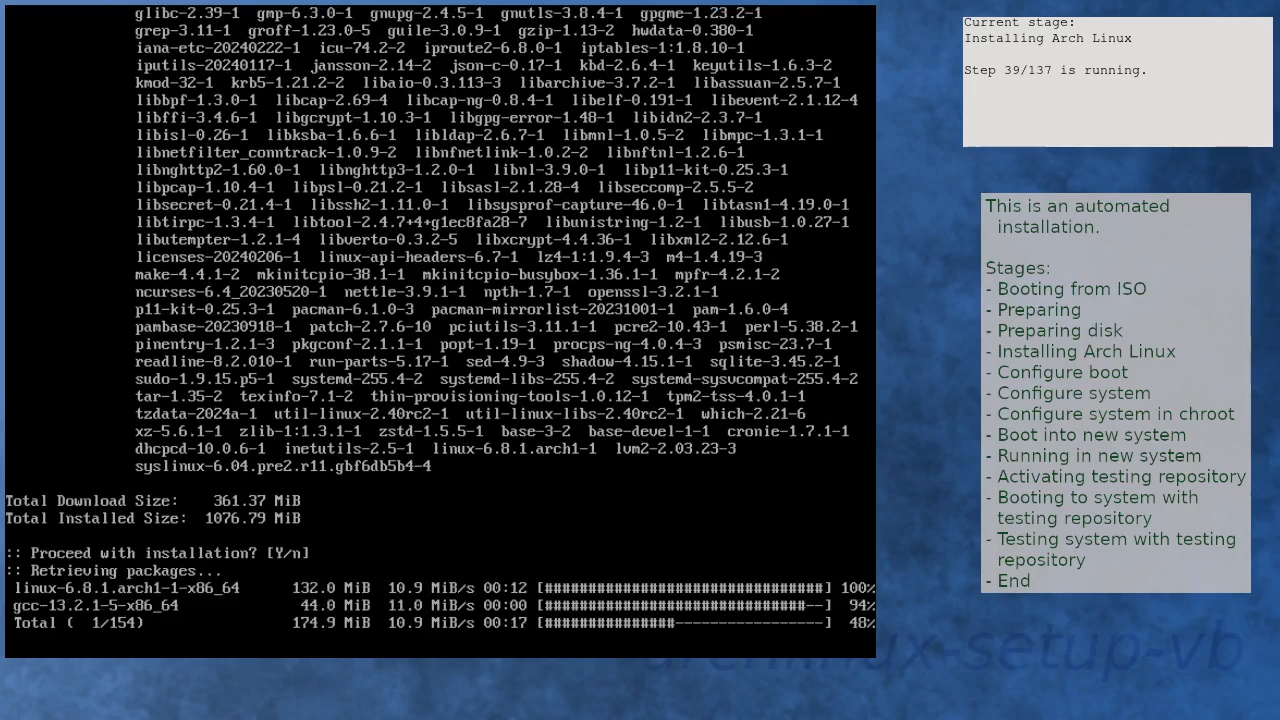 glibc-2.39-1  gmp-6.3.0-1  gnupg-2.4.5-1  gnutls-3.8.4-1  gpgme-1.23.2-1
grep-3.11-1  groff-1.23.0-5  guile-3.0.9-1  gzip-1.13-2  hwdata-0.380-1
iana-etc-20240222-1  icu-74.2-2  iproute2-6.8.0-1  iptables-1:1.8.10-1
iputils-20240117-1  jansson-2.14-2  json-c-0.17-1  kbd-2.6.4-1  keyutils-1.6.3-2
kmod-32-1  krb5-1.21.2-2  libaio-0.3.113-3  libarchive-3.7.2-1  libassuan-2.5.7-1
libbpf-1.3.0-1  libcap-2.69-4  libcap-ng-0.8.4-1  libelf-0.191-1  libevent-2.1.12-4
libffi-3.4.6-1  libgcrypt-1.10.3-1  libgpg-error-1.48-1  libidn2-2.3.7-1
libisl-0.26-1  libksba-1.6.6-1  libldap-2.6.7-1  libmnl-1.0.5-2  libmpc-1.3.1-1
libnetfilter_conntrack-1.0.9-2  libnfnetlink-1.0.2-2  libnftnl-1.2.6-1
libnghttp2-1.60.0-1  libnghttp3-1.2.0-1  libnl-3.9.0-1  libp11-kit-0.25.3-1
libpcap-1.10.4-1  libpsl-0.21.2-1  libsasl-2.1.28-4  libseccomp-2.5.5-2
libsecret-0.21.4-1  libssh2-1.11.0-1  libsysprof-capture-46.0-1  libtasn1-4.19.0-1
libtirpc-1.3.4-1  libtool-2.4.7+4+g1ec8fa28-7  libunistring-1.2-1  libusb-1.0.27-1
libutempter-1.2.1-4  libverto-0.3.2-5  libxcrypt-4.4.36-1  libxml2-2.12.6-1
licenses-20240206-1  linux-api-headers-6.7-1  lz4-1:1.9.4-3  m4-1.4.19-3
make-4.4.1-2  mkinitcpio-38.1-1  mkinitcpio-busybox-1.36.1-1  mpfr-4.2.1-2
ncurses-6.4_20230520-1  nettle-3.9.1-1  npth-1.7-1  openssl-3.2.1-1
p11-kit-0.25.3-1  pacman-6.1.0-3  pacman-mirrorlist-20231001-1  pam-1.6.0-4
pambase-20230918-1  patch-2.7.6-10  pciutils-3.11.1-1  pcre2-10.43-1  perl-5.38.2-1
pinentry-1.2.1-3  pkgconf-2.1.1-1  popt-1.19-1  procps-ng-4.0.4-3  psmisc-23.7-1
readline-8.2.010-1  run-parts-5.17-1  sed-4.9-3  shadow-4.15.1-1  sqlite-3.45.2-1
sudo-1.9.15.p5-1  systemd-255.4-2  systemd-libs-255.4-2  systemd-sysvcompat-255.4-2
tar-1.35-2  texinfo-7.1-2  thin-provisioning-tools-1.0.12-1  tpm2-tss-4.0.1-1
tzdata-2024a-1  util-linux-2.40rc2-1  util-linux-libs-2.40rc2-1  which-2.21-6
xz-5.6.1-1  zlib-1:1.3.1-1  zstd-1.5.5-1  base-3-2  base-devel-1-1  cronie-1.7.1-1
dhcpcd-10.0.6-1  inetutils-2.5-1  linux-6.8.1.arch1-1  lvm2-2.03.23-3
syslinux-6.04.pre2.r11.gbf6db5b4-4
Total Download Size:    361.37 MiB
Total Installed Size:  1076.79 MiB
:: Proceed with installation? [Y/n]
:: Retrieving packages...
linux-6.8.1.arch1-1-x86_64      132.0 MiB  10.9 MiB/s 00:12 [################################] 100%
gcc-13.2.1-5-x86_64             44.0 MiB  11.0 MiB/s 00:00 [##############################--]  94%
Total (  1/154)                 174.9 MiB  10.9 MiB/s 00:17 [###############-----------------]  48%
Current stage:
Installing Arch Linux
Step 39/137 is running.
This is an automated
installation.
Stages:
- Booting from ISO
- Preparing
- Preparing disk
- Installing Arch Linux
- Configure boot
- Configure system
- Configure system in chroot
- Boot into new system
- Running in new system
- Activating testing repository
- Booting to system with
testing repository
- Testing system with testing
repository
- End
archlinux-setup-vb